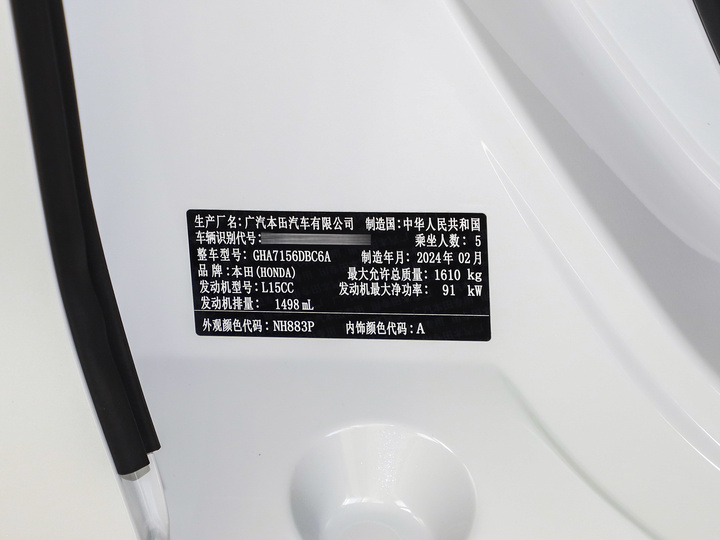 生产厂名:广汽本田汽车有限公司 制造国:中华人民共和国
车辆识别代号: 乘坐人数: 5
整车型号: GHA7156DBC6A 制造年月: 2024年02月
品牌:本田(HONDA) 最大允许总质量: 1610 kg
发动机型号: L15CC 发动机最大净功率: 91 kW
发动机排量: 1498 mL
外观颜色代码: NH883P 内饰颜色代码: A